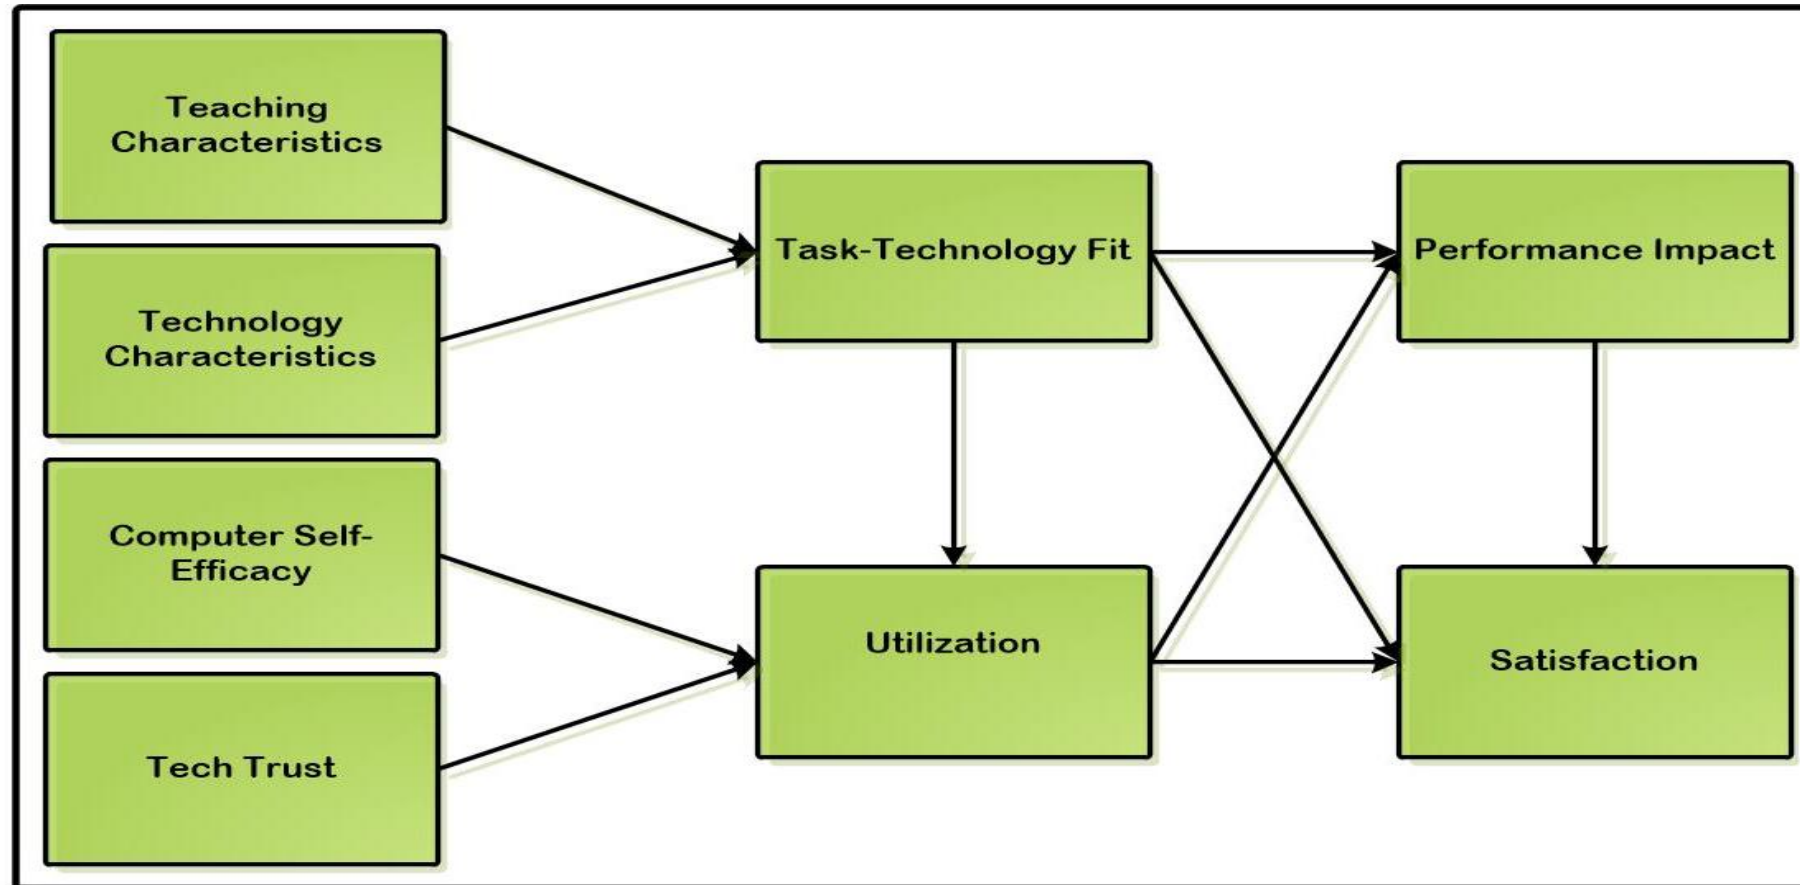 Teaching
Characteristics
Technology
Characteristics
Computer Self-
Efficacy
Tech Trust
Task-Technology Fit
Utilization
Performance Impact
Satisfaction